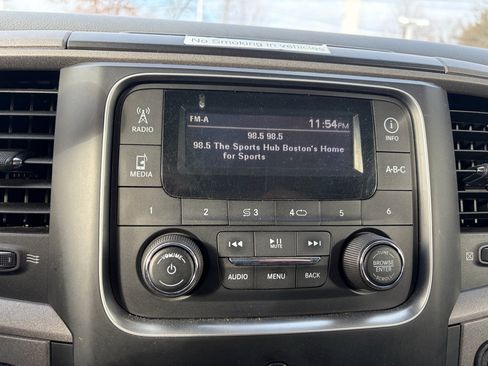 No Smoking in vehicles
RADIO
FM-A 11:54PM
98.5 98.5
98.5 The Sports Hub Boston's Home
for Sports
i
INFO
MEDIA
A-B-C
1 2 3 4 5 6
MUTE
VOLUME
BROWSE
ENTER
AUDIO MENU BACK